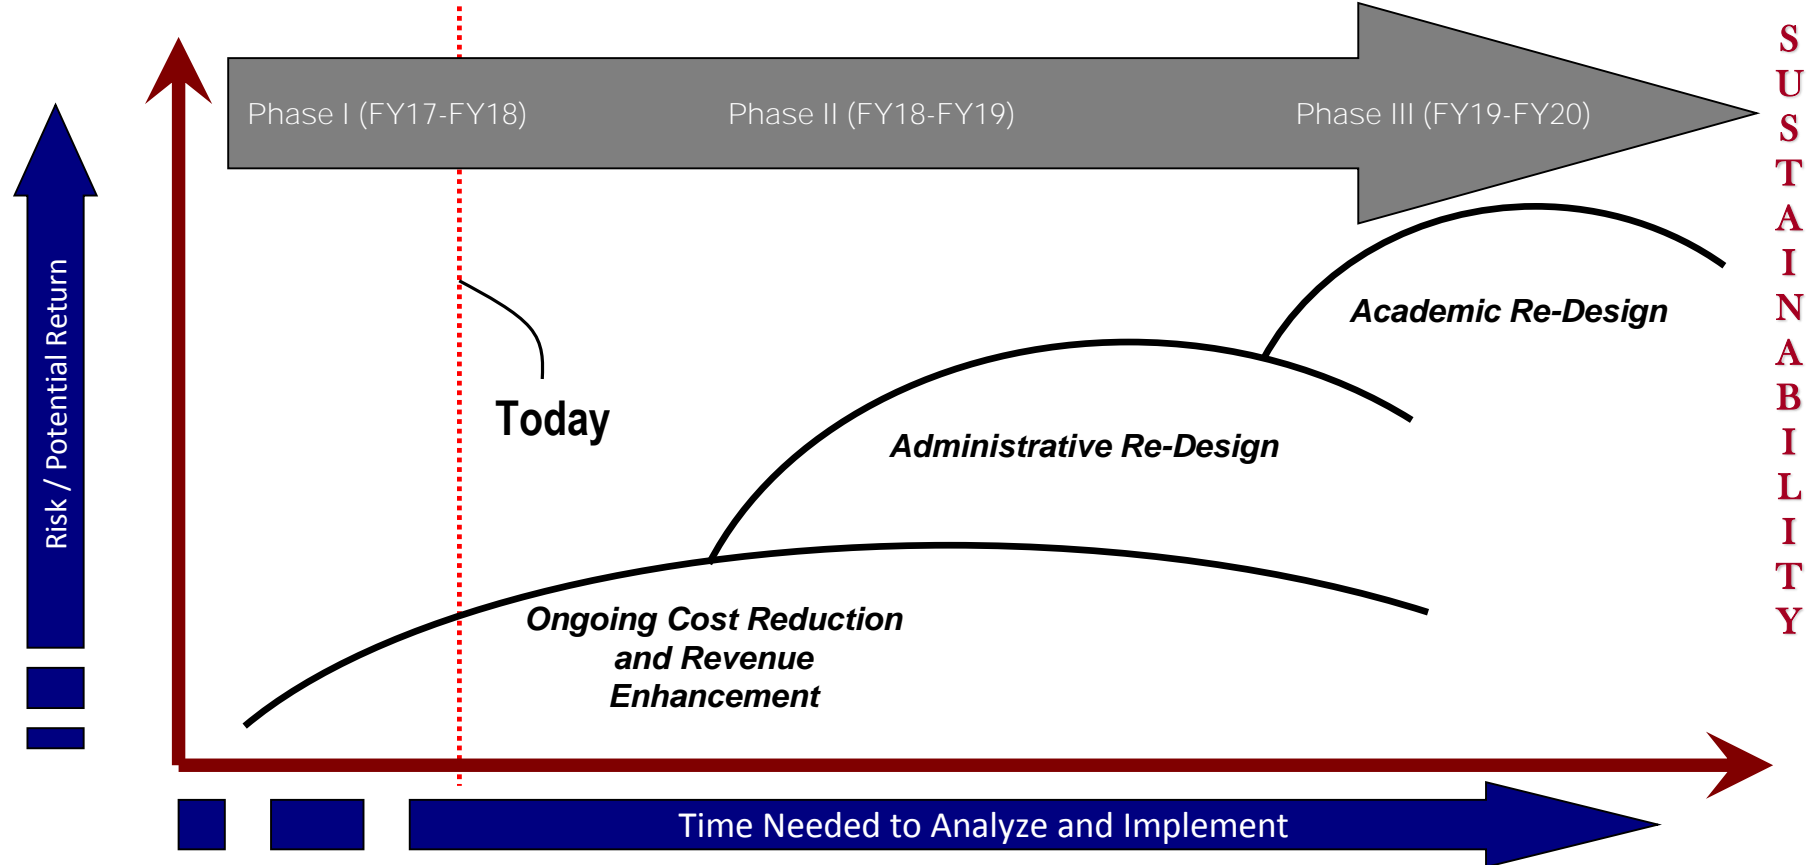 Phase I (FY17-FY18)
Phase II (FY18-FY19)
Phase III (FY19-FY20)
SUSTAINABILITY
Risk / Potential Return
Academic Re-Design
Today
Administrative Re-Design
Ongoing Cost Reduction
and Revenue
Enhancement
Time Needed to Analyze and Implement